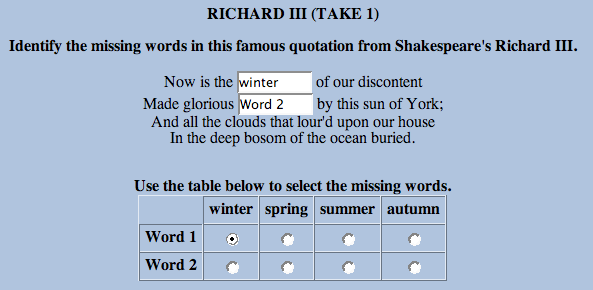 RICHARD III (TAKE 1)
Identify the missing words in this famous quotation from Shakespeare's Richard III.
Now is the winter of our discontent
Made glorious Word 2 by this sun of York;
And all the clouds that lour'd upon our house
In the deep bosom of the ocean buried.
Use the table below to select the missing words.
winter spring summer autumn
Word 1
Word 2